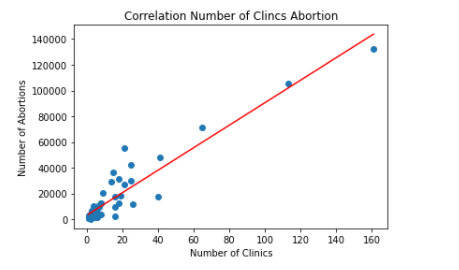 Correlation Number of Clincs Abortion
140000
120000
100000
80000
60000
40000
20000
0
Number of Abortions
0 20 40 60 80 100 120 140 160
Number of Clinics